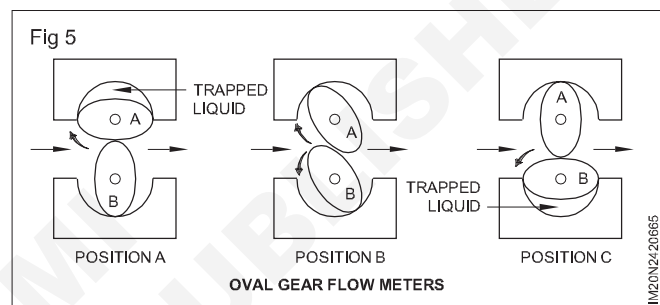 Fig 5
TRAPPED
LIQUID
A
B
POSITION A
A
B
POSITION B
A
B
TRAPPED
LIQUID
POSITION C
OVAL GEAR FLOW METERS
IM20N2420665